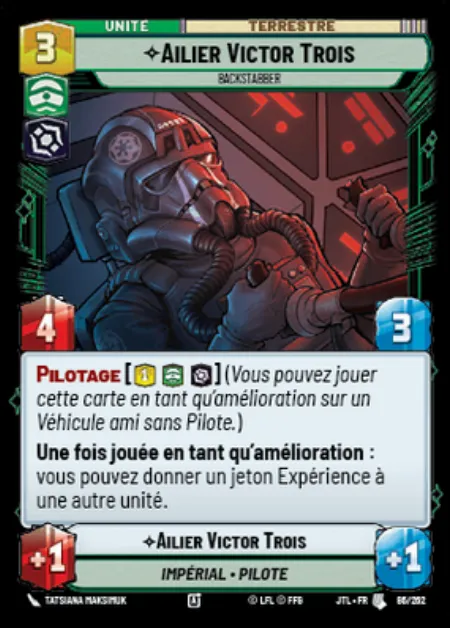 UNITÉ TERRESTRE
3 Ailier Victor Trois
BACKSTABBER
4 3
PILOTAGE [1] (Vous pouvez jouer
cette carte en tant qu'amélioration sur un
Véhicule ami sans Pilote.)
Une fois jouée en tant qu'amélioration :
vous pouvez donner un jeton Expérience à
une autre unité.
Ailier Victor Trois
+1 +1
IMPÉRIAL • PILOTE
TATSIANA MAKSIMUK A © LFL © FFG JTL • FR 86/262